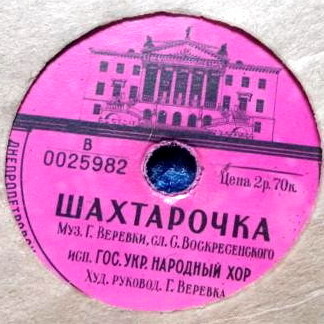 В
0025982
Цена 2р. 70к.
ШАХТАРОЧКА
Муз. Г. Веревки, сл. С. Воскресенского
исп. ГОС. УКР. НАРОДНЫЙ ХОР
Худ. руковод. Г. Веревка